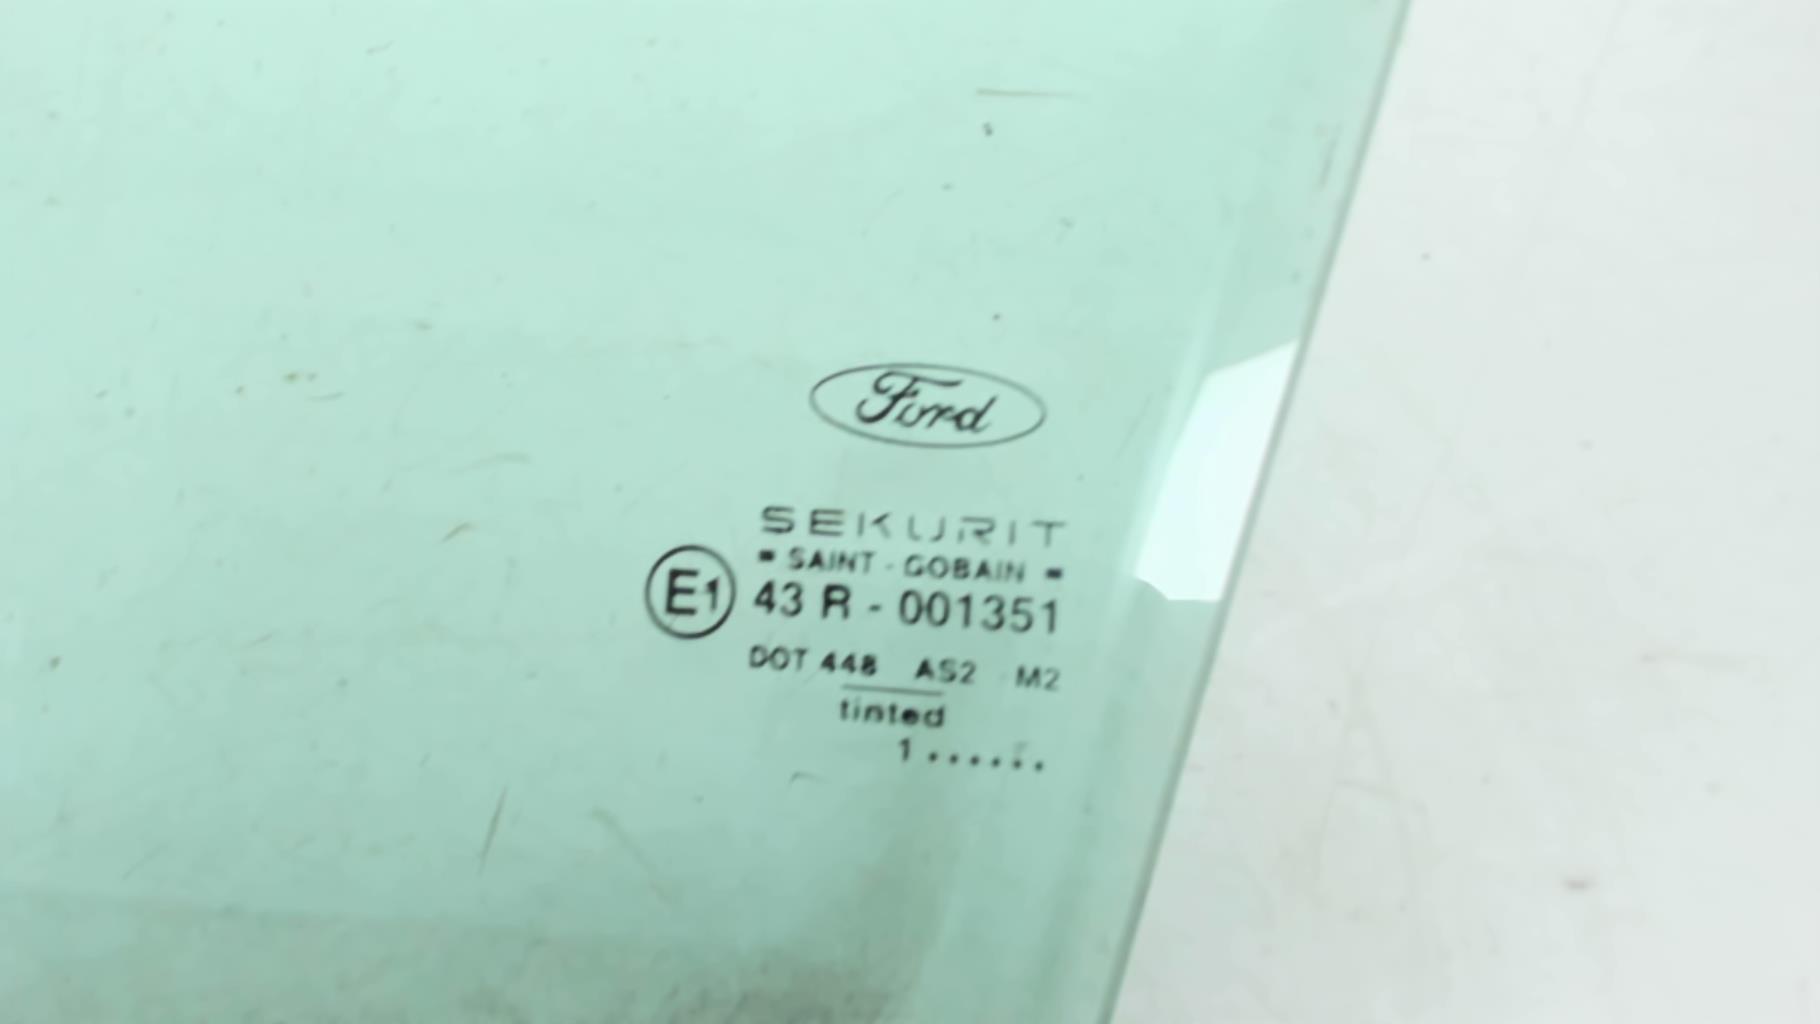 Ford
SEKURIT
SAINT - GOBAIN
E1 43 R - 001351
DOT 448 AS2 M2
tinted
1 . . . . . .